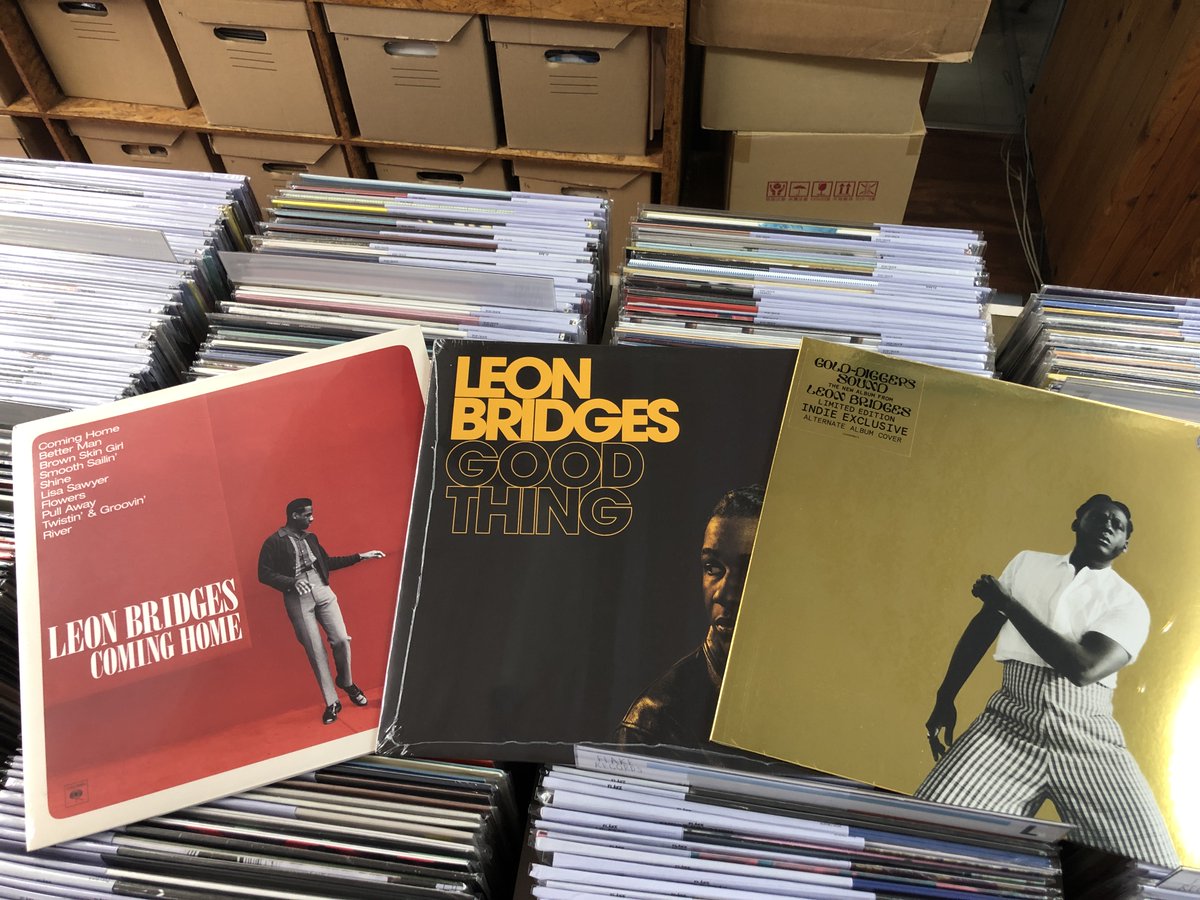 Coming Home
Better Man
Brown Skin Girl
Smooth Sailin'
Shine
Lisa Sawyer
Flowers
Pull Away
Twistin' & Groovin'
River
LEON BRIDGES
COMING HOME
LEON
BRIDGES
GOOD
THING
GOLD-DIGGERS
SOUND
THE NEW ALBUM FROM
LEON BRIDGES
LIMITED EDITION
INDIE EXCLUSIVE
ALTERNATE ALBUM COVER
FLAKE
RECORDS
L